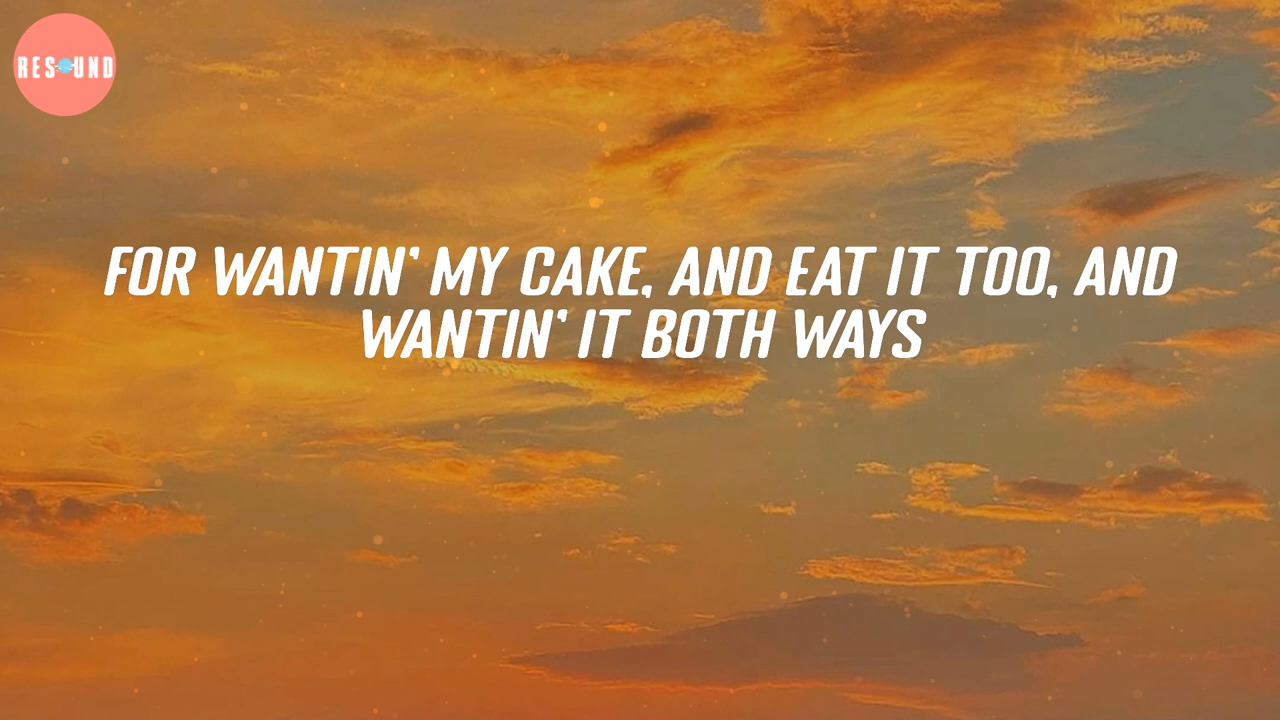 RESOUND
FOR WANTIN' MY CAKE, AND EAT IT TOO, AND
WANTIN' IT BOTH WAYS